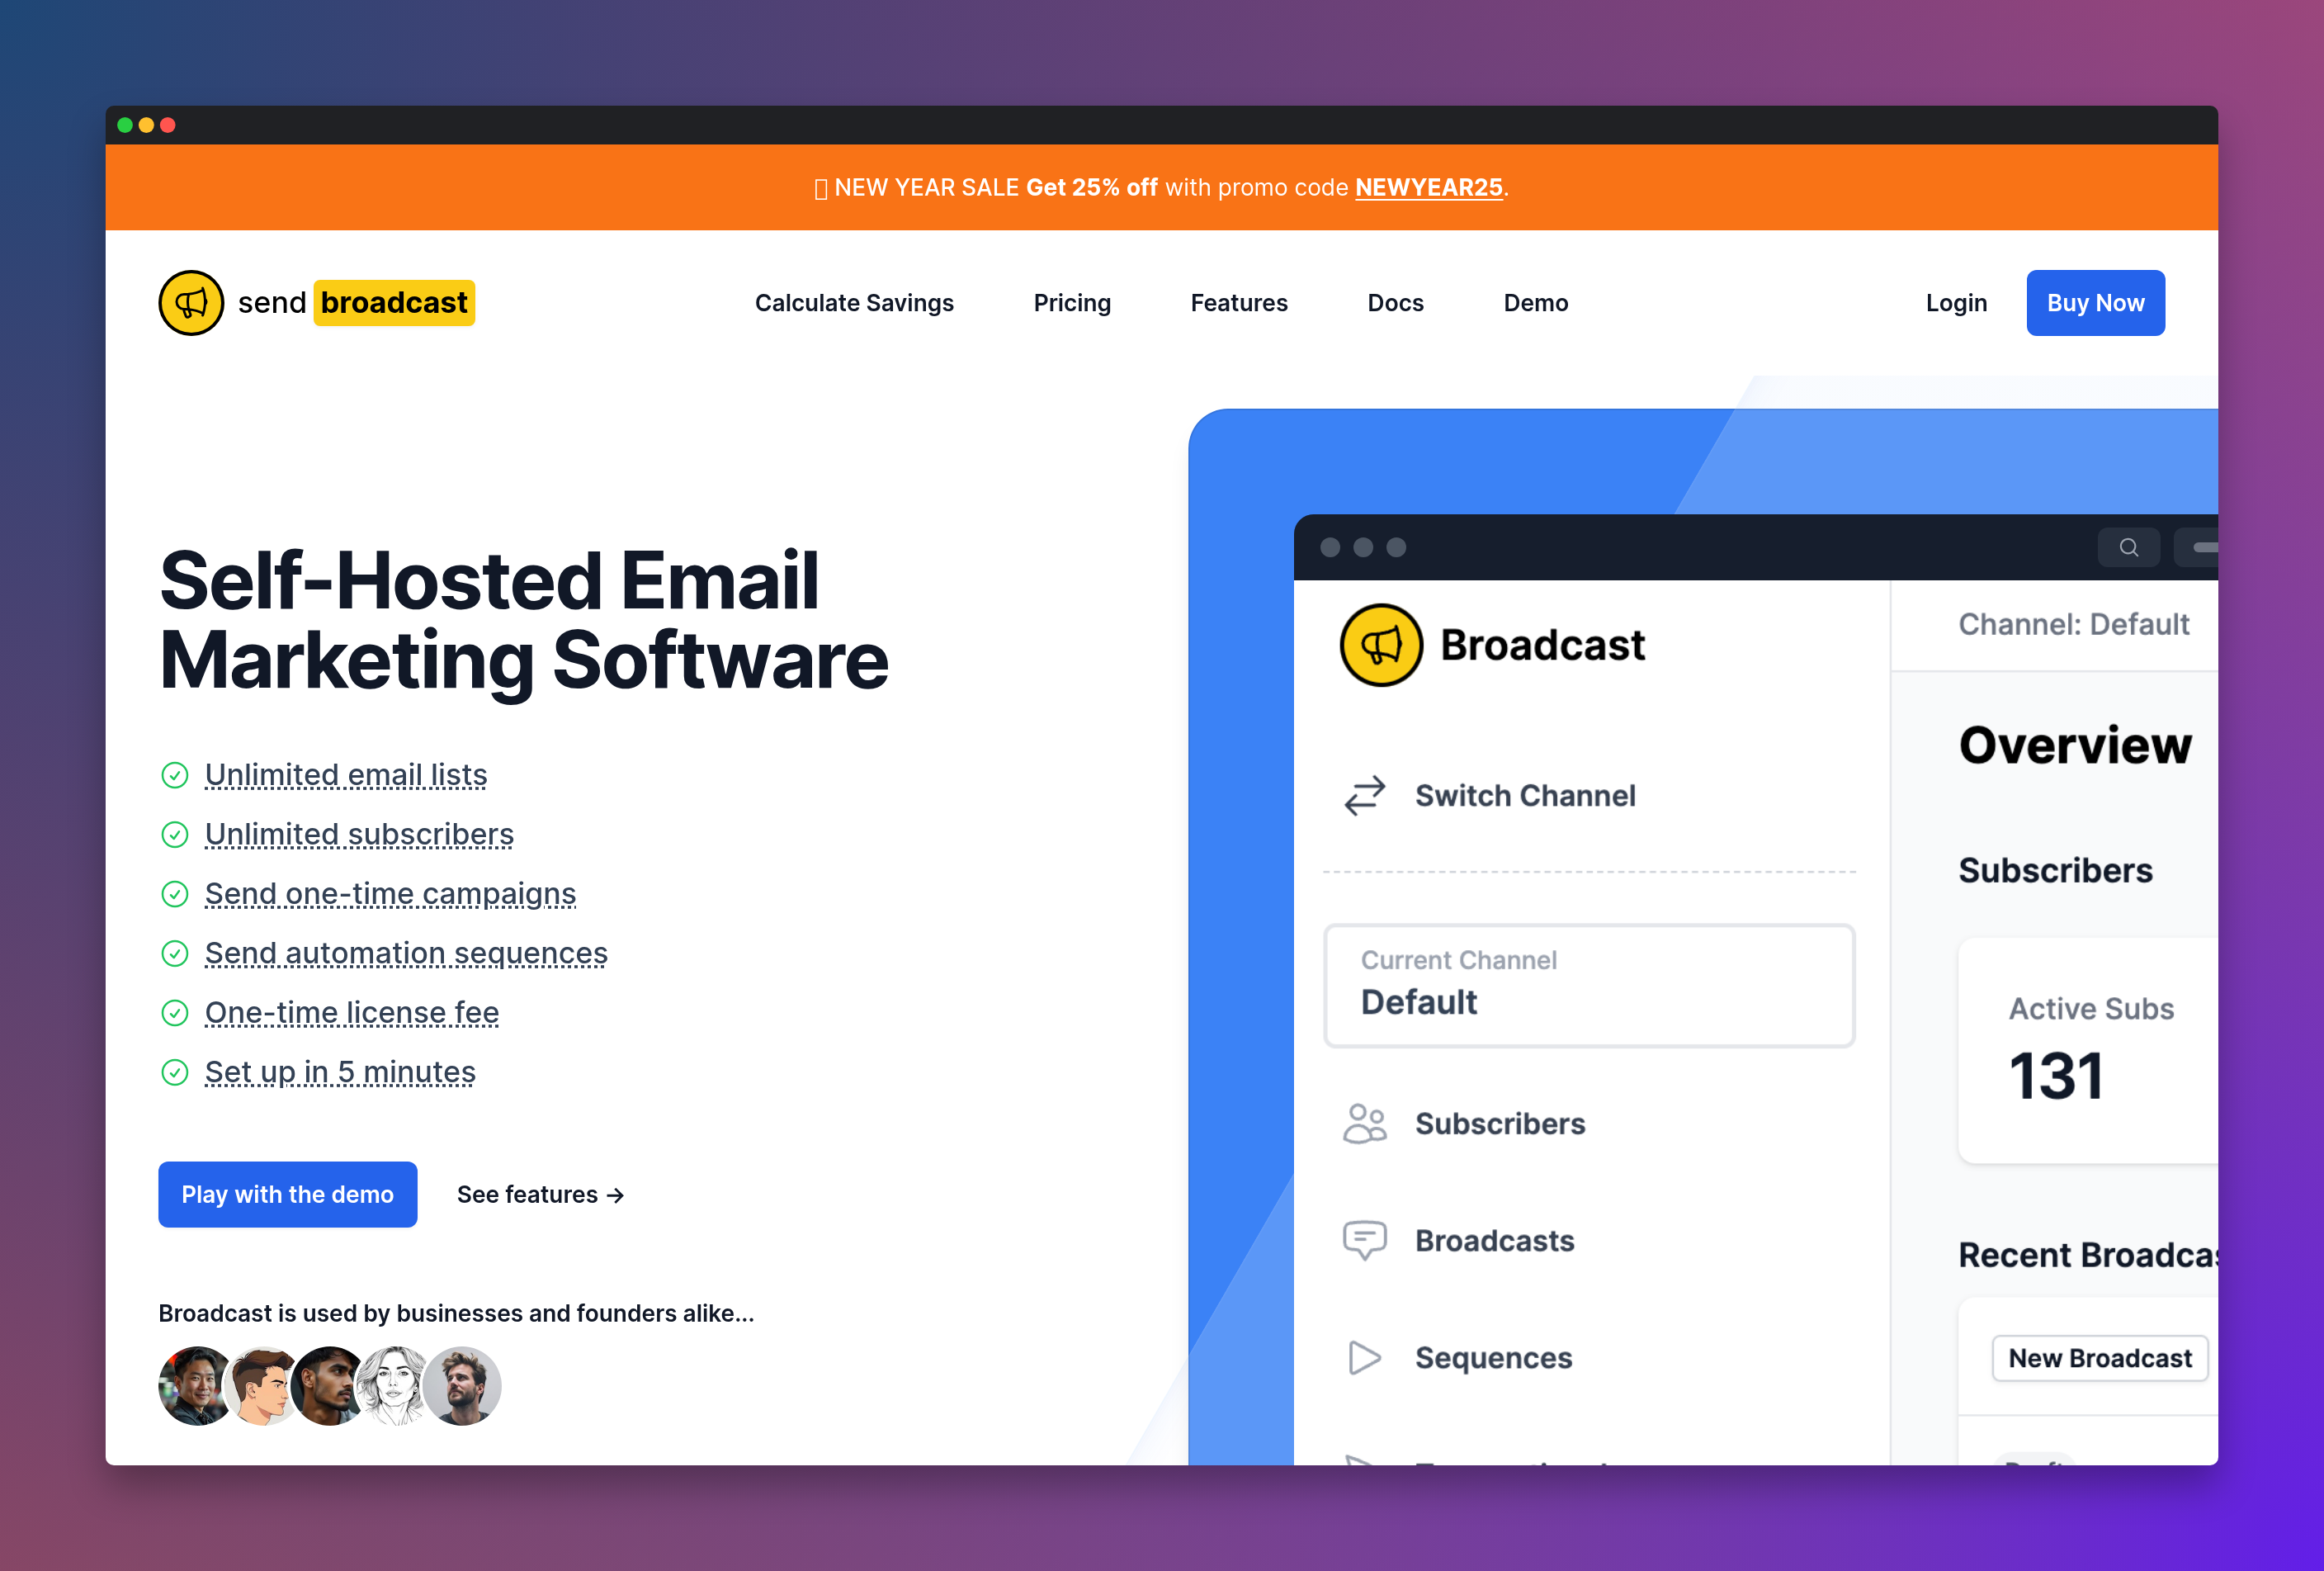 NEW YEAR SALE Get 25% off with promo code NEWYEAR25.
send broadcast
Calculate Savings
Pricing
Features
Docs
Demo
Login
Buy Now
Self-Hosted Email
Marketing Software
Unlimited email lists
Unlimited subscribers
Send one-time campaigns
Send automation sequences
One-time license fee
Set up in 5 minutes
Play with the demo
See features →
Broadcast is used by businesses and founders alike...
Broadcast
Switch Channel
Current Channel
Default
Subscribers
Broadcasts
Sequences
Channel: Default
Overview
Subscribers
Active Subs
131
Recent
New Broadcast